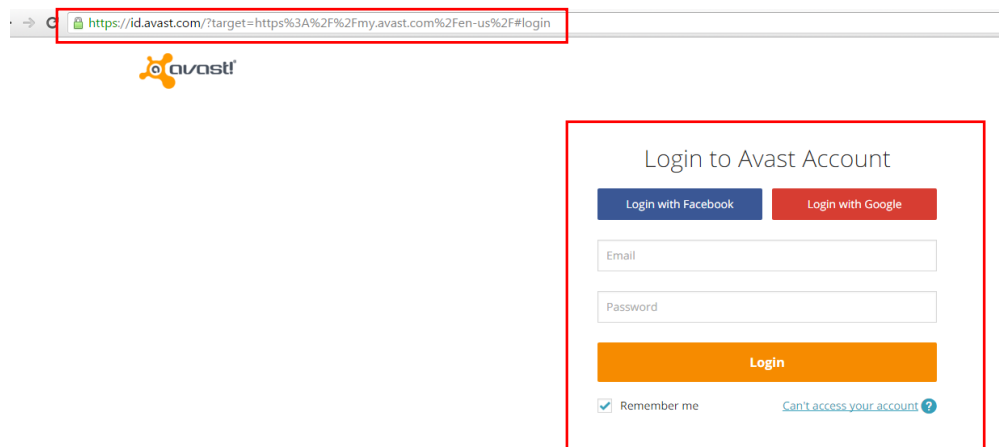 https://id.avast.com/?target=https%3A%2F%2Fmy.avast.com%2Fen-us%2F#login
avast!
Login to Avast Account
Login with Facebook Login with Google
Email
Password
Login
Remember me Can't access your account ?